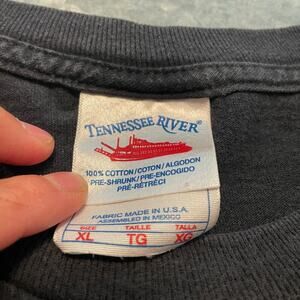 TENNESSEE RIVER®
100% COTTON/COTON/ALGODON
PRE-SHRUNK/PRE-ENCOGIDO
PRÉ-RÉTRÉCI
FABRIC MADE IN U.S.A.
ASSEMBLED IN MEXICO
SIZE TAILLE TALLA
XL TG XG